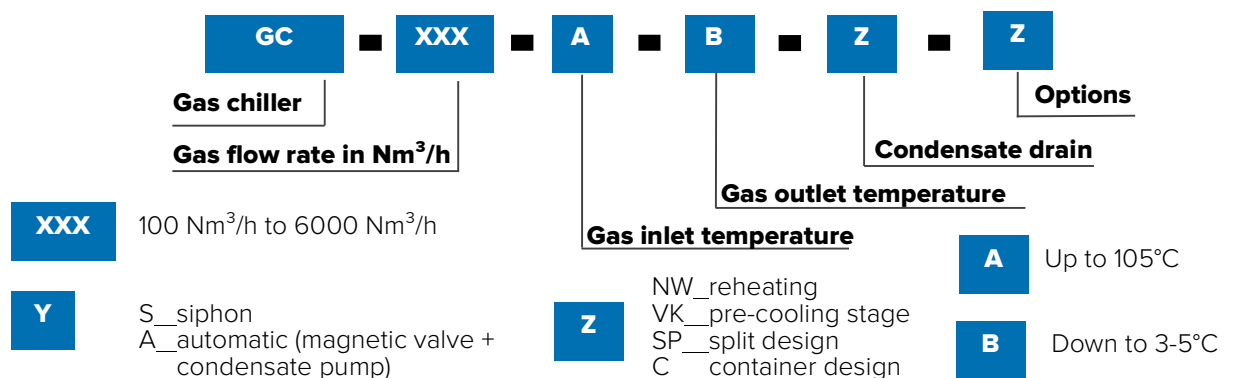 GC - XXX - A - B - Z - Z
Gas chiller
Options
Gas flow rate in Nm³/h
Condensate drain
Gas outlet temperature
Gas inlet temperature
XXX 100 Nm³/h to 6000 Nm³/h
A Up to 105°C
Y S__siphon
A__automatic (magnetic valve +
condensate pump)
Z NW_reheating
VK__pre-cooling stage
SP__split design
C container design
B Down to 3-5°C